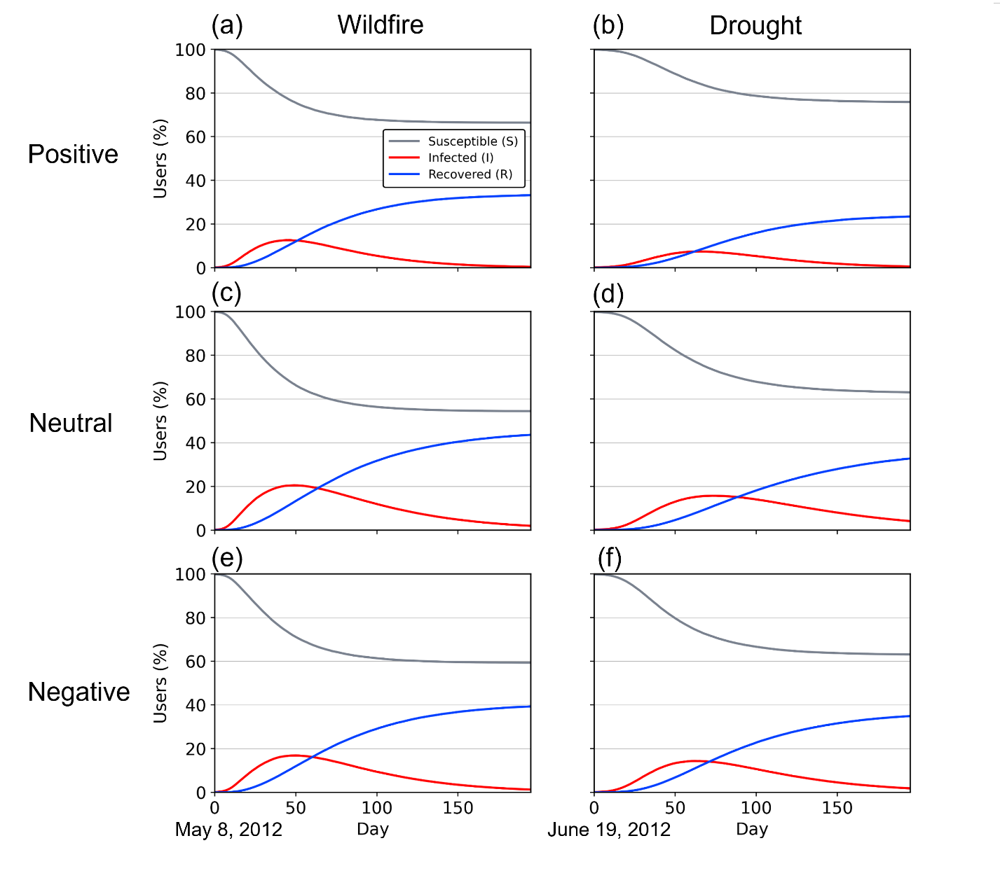 (a) Wildfire
(b) Drought
Positive
Users (%)
100
80
60
40
20
0
Susceptible (S)
Infected (I)
Recovered (R)
(c)
(d)
Neutral
Users (%)
100
80
60
40
20
0
(e)
(f)
Negative
Users (%)
100
80
60
40
20
0
0 50 100 150
0 50 100 150
May 8, 2012 Day
June 19, 2012 Day